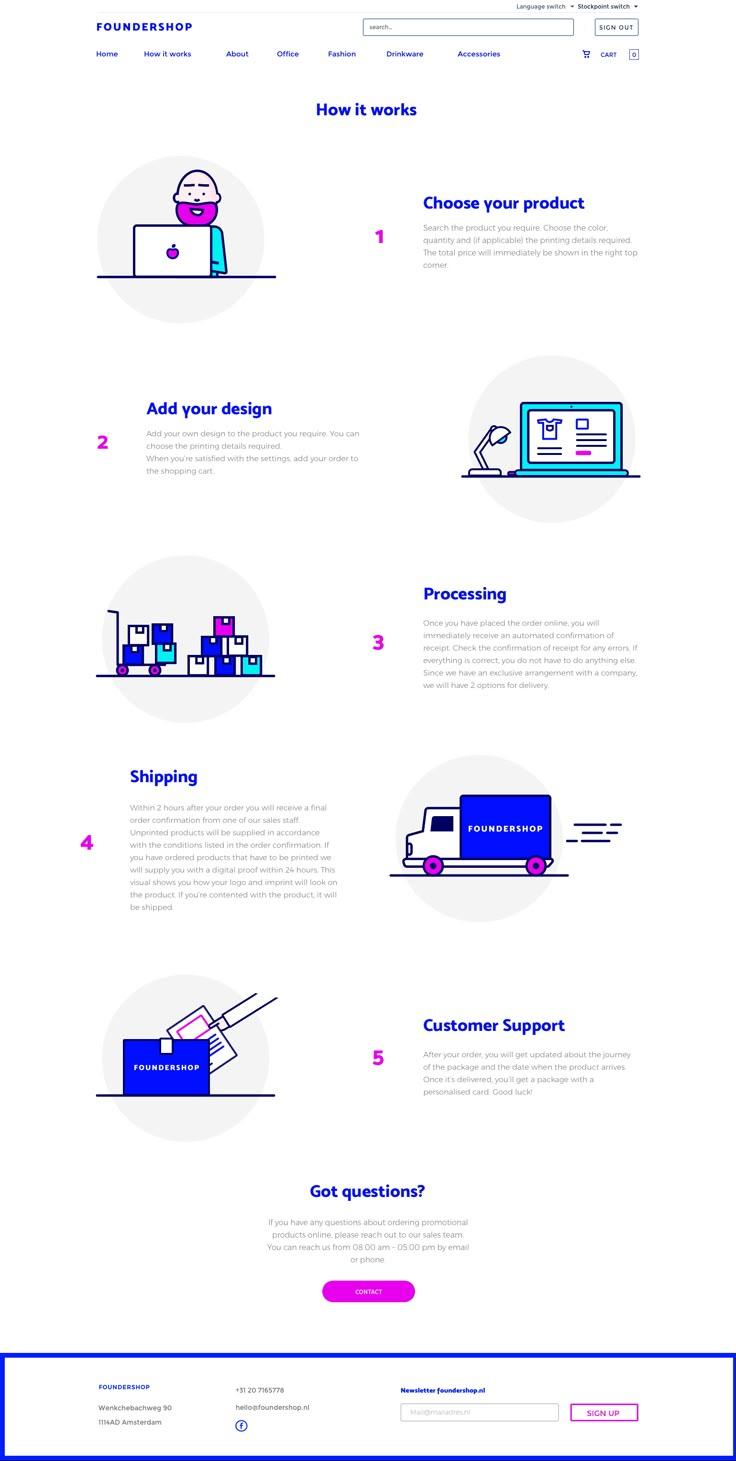 Language switch Stockpoint switch
FOUNDERSHOP
search...
SIGN OUT
Home How it works About Office Fashion Drinkware Accessories CART 0
How it works
1
Choose your product
Search the product you require. Choose the color,
quantity and (if applicable) the printing details required.
The total price will immediately be shown in the right top
corner.
2
Add your design
Add your own design to the product you require. You can
choose the printing details required.
When you're satisfied with the settings, add your order to
the shopping cart.
3
Processing
Once you have placed the order online, you will
immediately receive an automated confirmation of
receipt. Check the confirmation of receipt for any errors. If
everything is correct, you do not have to do anything else.
Since we have an exclusive arrangement with a company,
we will have 2 options for delivery.
4
Shipping
Within 2 hours after your order you will receive a final
order confirmation from one of our sales staff.
Unprinted products will be supplied in accordance
with the conditions listed in the order confirmation. If
you have ordered products that have to be printed we
will supply you with a digital proof within 24 hours. This
visual shows you how your logo and imprint will look on
the product. If you're contented with the product, it will
be shipped.
FOUNDERSHOP
FOUNDERSHOP
5
Customer Support
After your order, you will get updated about the journey
of the package and the date when the product arrives.
Once it's delivered, you'll get a package with a
personalised card. Good luck!
Got questions?
If you have any questions about ordering promotional
products online, please reach out to our sales team.
You can reach us from 08:00 am - 05:00 pm by email
or phone.
CONTACT
FOUNDERSHOP
Wenkchebachweg 90
1114AD Amsterdam
+31 20 7165778
hello@foundershop.nl
Newsletter foundershop.nl
Mail@mailadres.nl
SIGN UP